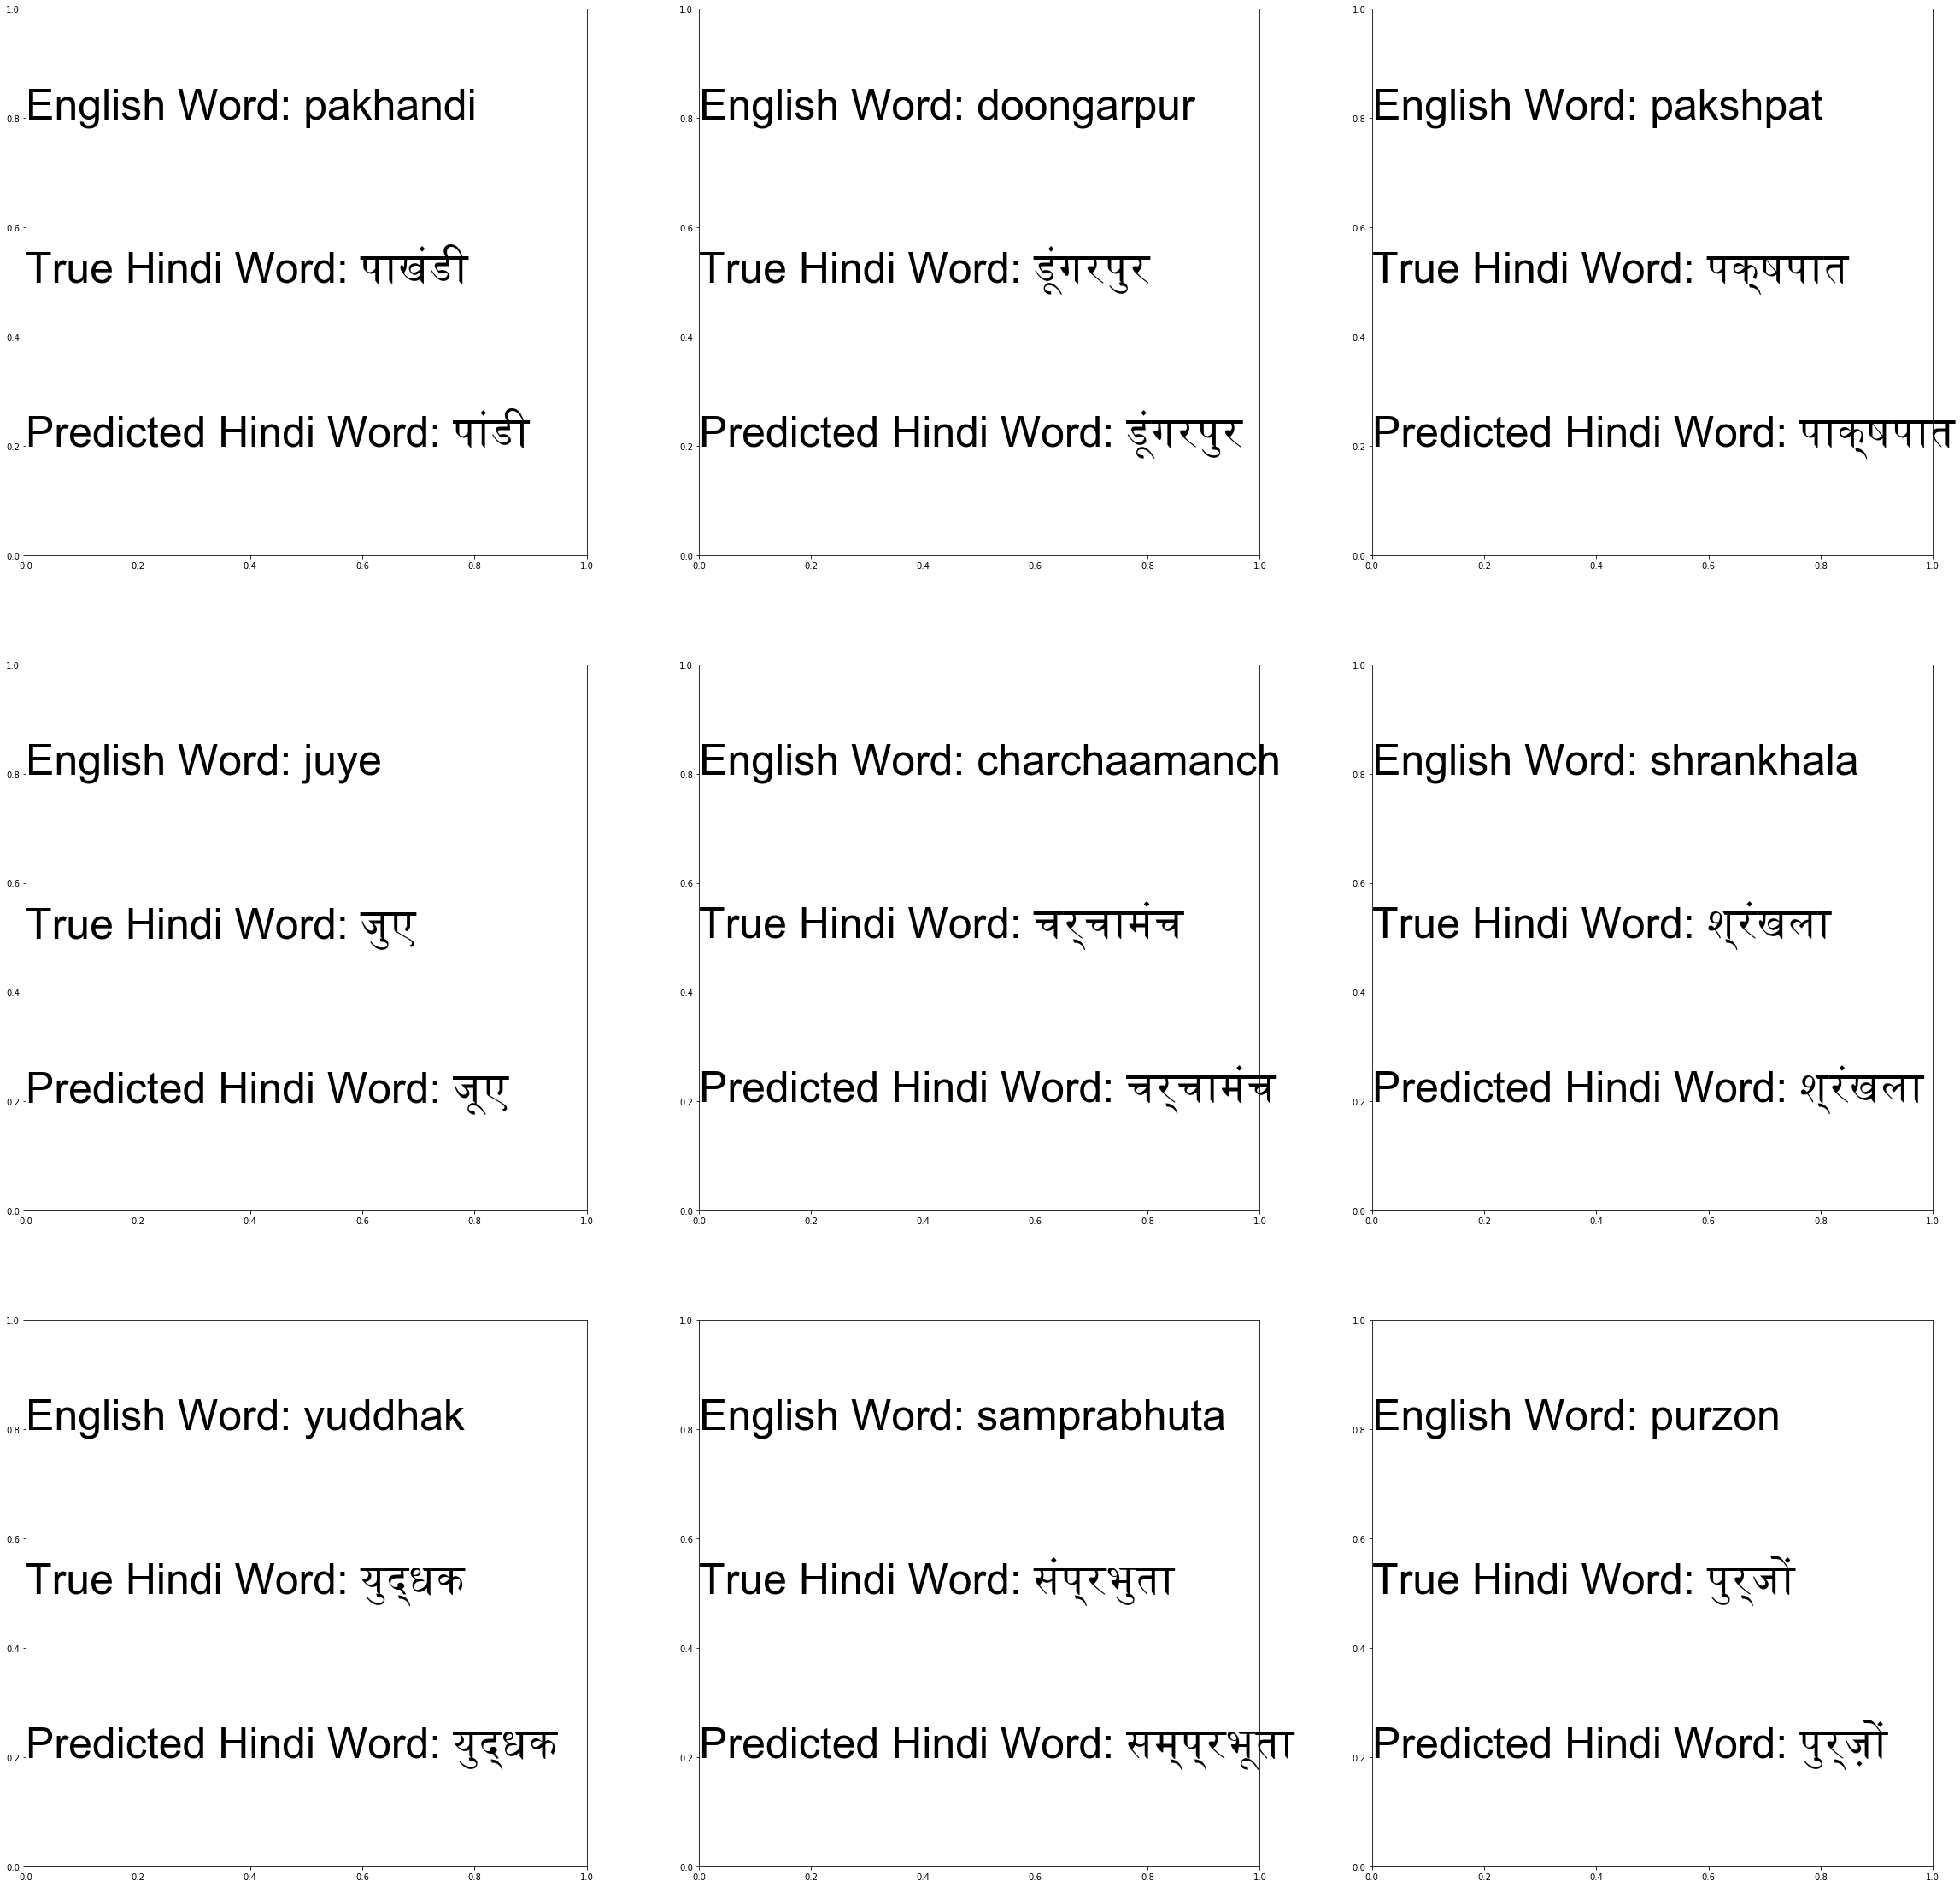 English Word: pakhandi
True Hindi Word: पाखंडी
Predicted Hindi Word: पांडी
1.0
0.8
0.6
0.4
0.2
0.0
0.0 0.2 0.4 0.6 0.8 1.0
English Word: doongarpur
True Hindi Word: डूंगरपुर
Predicted Hindi Word: डूंगरपुर
1.0
0.8
0.6
0.4
0.2
0.0
0.0 0.2 0.4 0.6 0.8 1.0
English Word: pakshpat
True Hindi Word: पक्षपात
Predicted Hindi Word: पाक्षपात
1.0
0.8
0.6
0.4
0.2
0.0
0.0 0.2 0.4 0.6 0.8 1.0
English Word: juye
True Hindi Word: जुए
Predicted Hindi Word: जूए
1.0
0.8
0.6
0.4
0.2
0.0
0.0 0.2 0.4 0.6 0.8 1.0
English Word: charchaamanch
True Hindi Word: चर्चामंच
Predicted Hindi Word: चर्चामंच
1.0
0.8
0.6
0.4
0.2
0.0
0.0 0.2 0.4 0.6 0.8 1.0
English Word: shrankhala
True Hindi Word: श्रंखला
Predicted Hindi Word: श्रंखला
1.0
0.8
0.6
0.4
0.2
0.0
0.0 0.2 0.4 0.6 0.8 1.0
English Word: yuddhak
True Hindi Word: युद्धक
Predicted Hindi Word: युद्धक
1.0
0.8
0.6
0.4
0.2
0.0
0.0 0.2 0.4 0.6 0.8 1.0
English Word: samprabhuta
True Hindi Word: संप्रभुता
Predicted Hindi Word: सम्प्रभूता
1.0
0.8
0.6
0.4
0.2
0.0
0.0 0.2 0.4 0.6 0.8 1.0
English Word: purzon
True Hindi Word: पुर्जों
Predicted Hindi Word: पुर्ज़ों
1.0
0.8
0.6
0.4
0.2
0.0
0.0 0.2 0.4 0.6 0.8 1.0